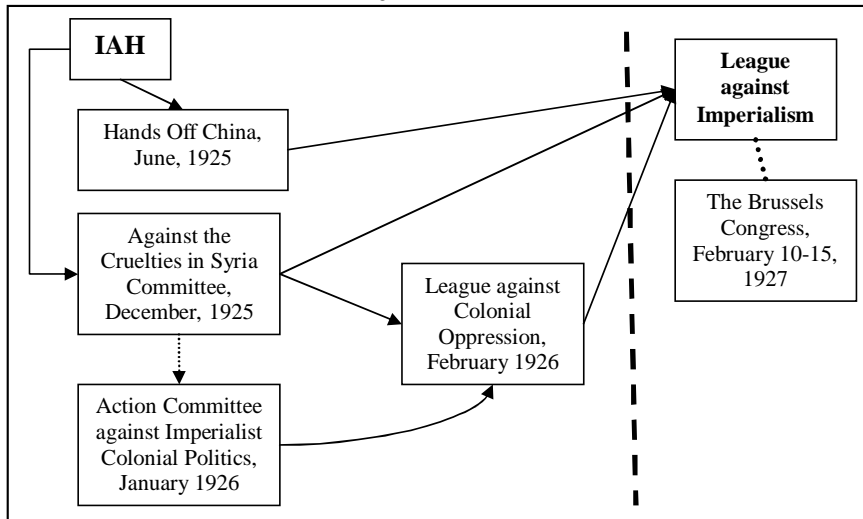 IAH
Hands Off China,
June, 1925
Against the
Cruelties in Syria
Committee,
December, 1925
Action Committee
against Imperialist
Colonial Politics,
January 1926
League against
Colonial
Oppression,
February 1926
League
against
Imperialism
The Brussels
Congress,
February 10-15,
1927